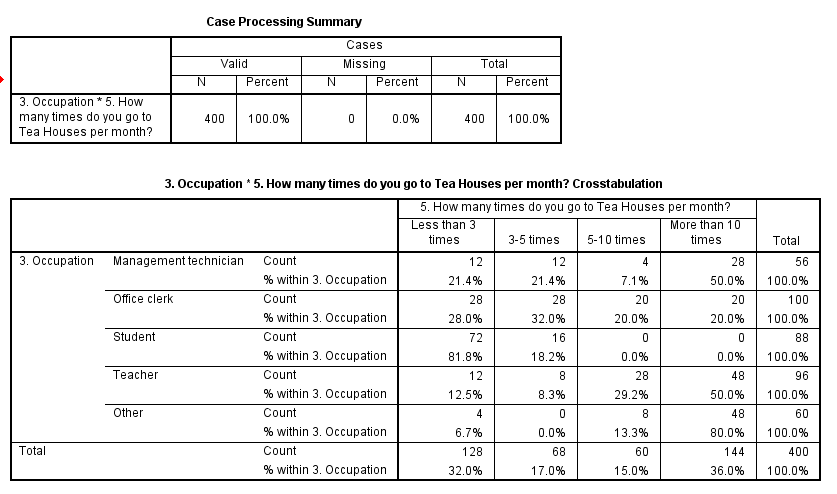 Case Processing Summary
Cases
Valid Missing Total
N Percent N Percent N Percent
3. Occupation * 5. How many times do you go to Tea Houses per month? 400 100.0% 0 0.0% 400 100.0%
3. Occupation * 5. How many times do you go to Tea Houses per month? Crosstabulation
5. How many times do you go to Tea Houses per month?
Less than 3 times 3-5 times 5-10 times More than 10 times Total
3. Occupation Management technician Count 12 12 4 28 56
% within 3. Occupation 21.4% 21.4% 7.1% 50.0% 100.0%
Office clerk Count 28 28 20 20 100
% within 3. Occupation 28.0% 32.0% 20.0% 20.0% 100.0%
Student Count 72 16 0 0 88
% within 3. Occupation 81.8% 18.2% 0.0% 0.0% 100.0%
Teacher Count 12 8 28 48 96
% within 3. Occupation 12.5% 8.3% 29.2% 50.0% 100.0%
Other Count 4 0 8 48 60
% within 3. Occupation 6.7% 0.0% 13.3% 80.0% 100.0%
Total Count 128 68 60 144 400
% within 3. Occupation 32.0% 17.0% 15.0% 36.0% 100.0%